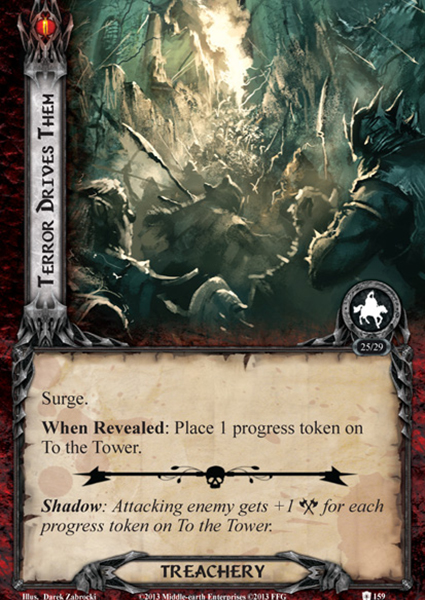 TERROR DRIVES THEM
25/29
Surge.
When Revealed: Place 1 progress token on
To the Tower.
Shadow: Attacking enemy gets +1 for each
progress token on To the Tower.
TREACHERY
Illus. Darek Zabrocki ©2013 Middle-earth Enterprises ©2013 FFG 159